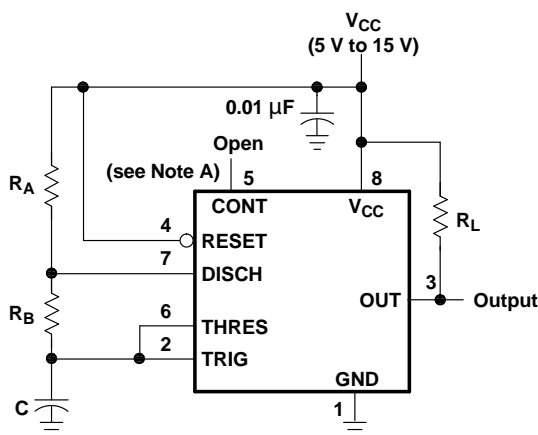 VCC
(5 V to 15 V)
0.01 μF
Open
(see Note A)
5
8
RA
CONT
VCC
RL
4
RESET
7
DISCH
3
OUT
Output
RB
6
THRES
2
TRIG
GND
C
1